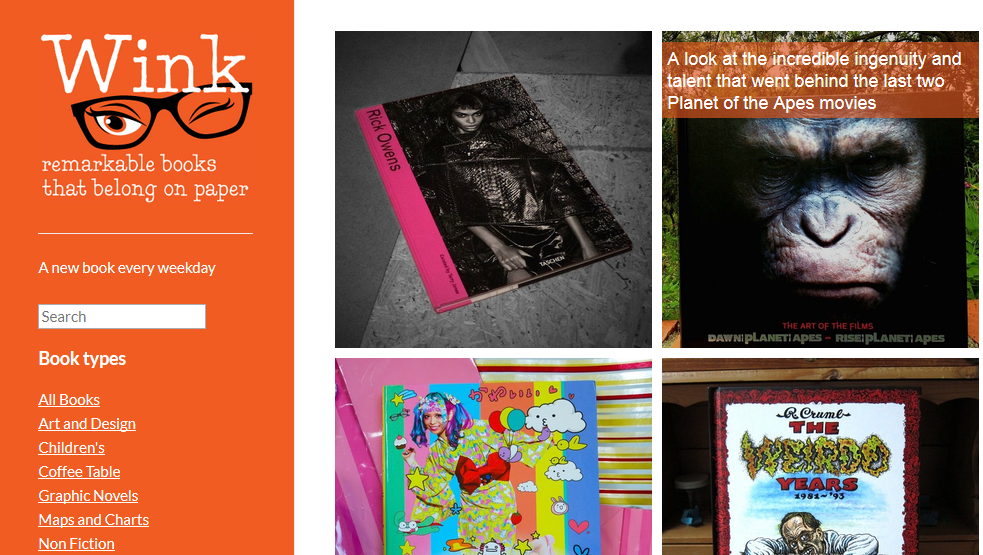 Wink
remarkable books
that belong on paper
A new book every weekday
Search
Book types
All Books
Art and Design
Children's
Coffee Table
Graphic Novels
Maps and Charts
Non Fiction
Rick Owens
TASCHEN
A look at the incredible ingenuity and
talent that went behind the last two
Planet of the Apes movies
THE ART OF THE FILMS
DAWN PLANET APES – RISE PLANET APES
R. Crumb
THE
WEIRDO
YEARS
1981~'93